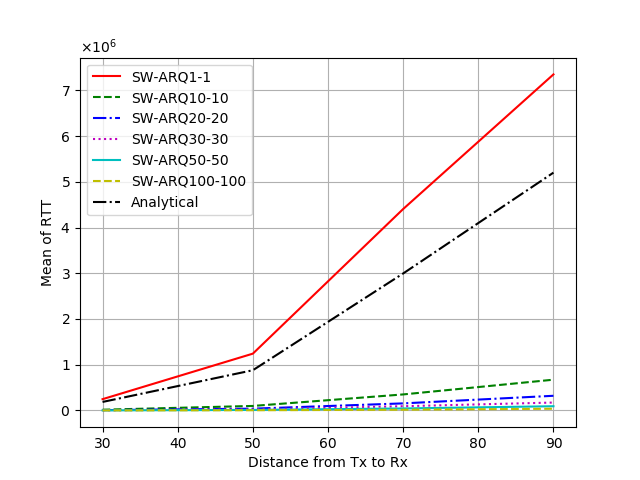 ×10⁶
SW-ARQ1-1
SW-ARQ10-10
SW-ARQ20-20
SW-ARQ30-30
SW-ARQ50-50
SW-ARQ100-100
Analytical
Mean of RTT
7
6
5
4
3
2
1
0
30 40 50 60 70 80 90
Distance from Tx to Rx